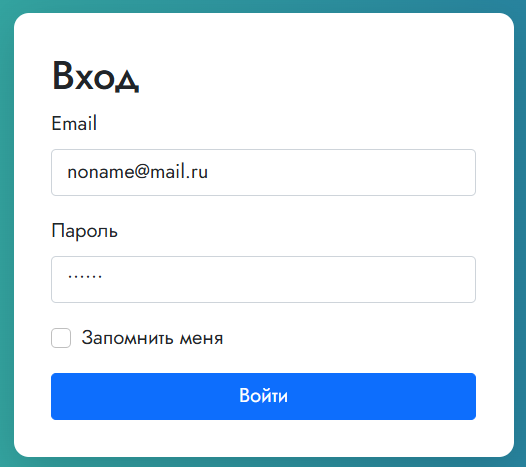 Вход
Email
noname@mail.ru
Пароль
······
Запомнить меня
Войти